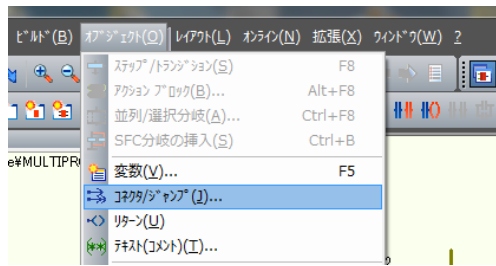 ﾋﾞﾙﾄﾞ(B) ｵﾌﾞｼﾞｪｸﾄ(O) ﾚｲｱｳﾄ(L) ｵﾝﾗｲﾝ(N) 拡張(X) ｳｨﾝﾄﾞｳ(W) ?
ｽﾃｯﾌﾟ/ﾄﾗﾝｼﾞｼｮﾝ(S) F8
ｱｸｼｮﾝ ﾌﾞﾛｯｸ(B)... Alt+F8
並列/選択分岐(A)... Ctrl+F8
SFC分岐の挿入(S) Ctrl+B
e¥MULTIPR
変数(V)... F5
ｺﾈｸﾀ/ｼﾞｬﾝﾌﾟ(J)...
ﾘﾀｰﾝ(U)
ﾃｷｽﾄ(ｺﾒﾝﾄ)(T)...